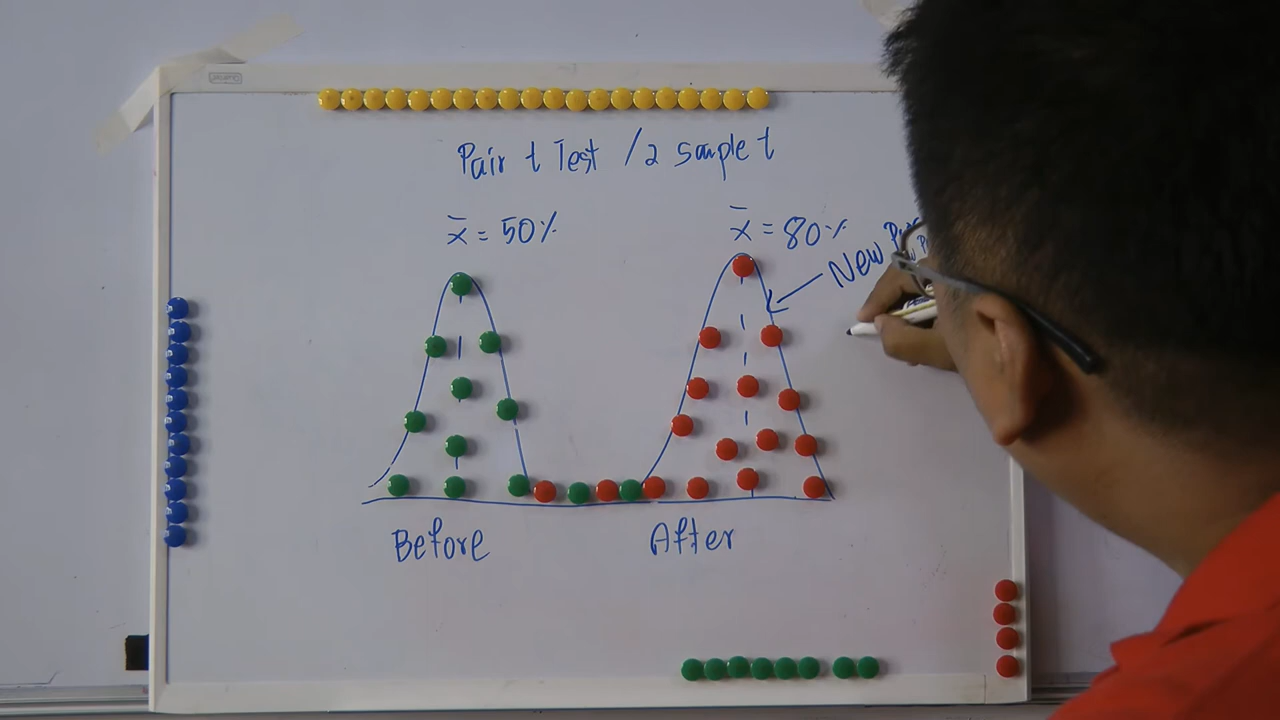 Pair t Test /2 sample t
x̄ = 50%
x̄ = 80%
New
Before
After